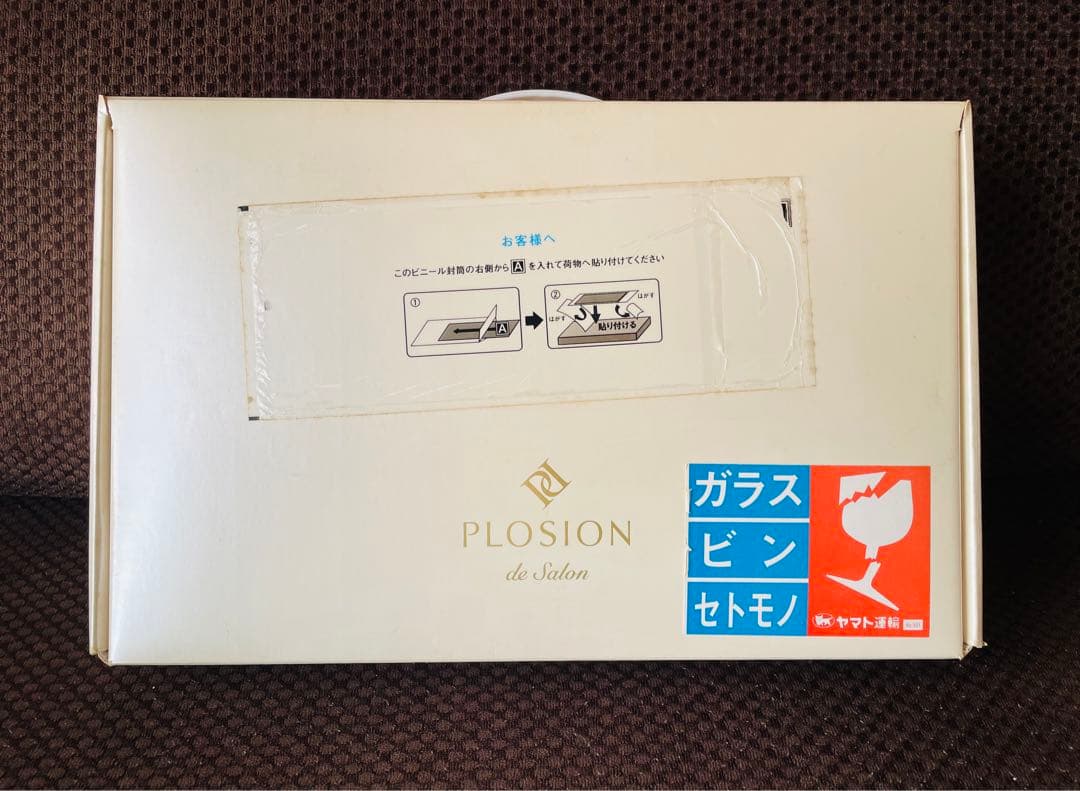 お客様へ
このビニール封筒の右側から A を入れて荷物へ貼り付けてください
① ②
はがす
はがす
A
貼り付ける
PLOSION
de Salon
ガラス
ビン
セトモノ
ヤマト運輸